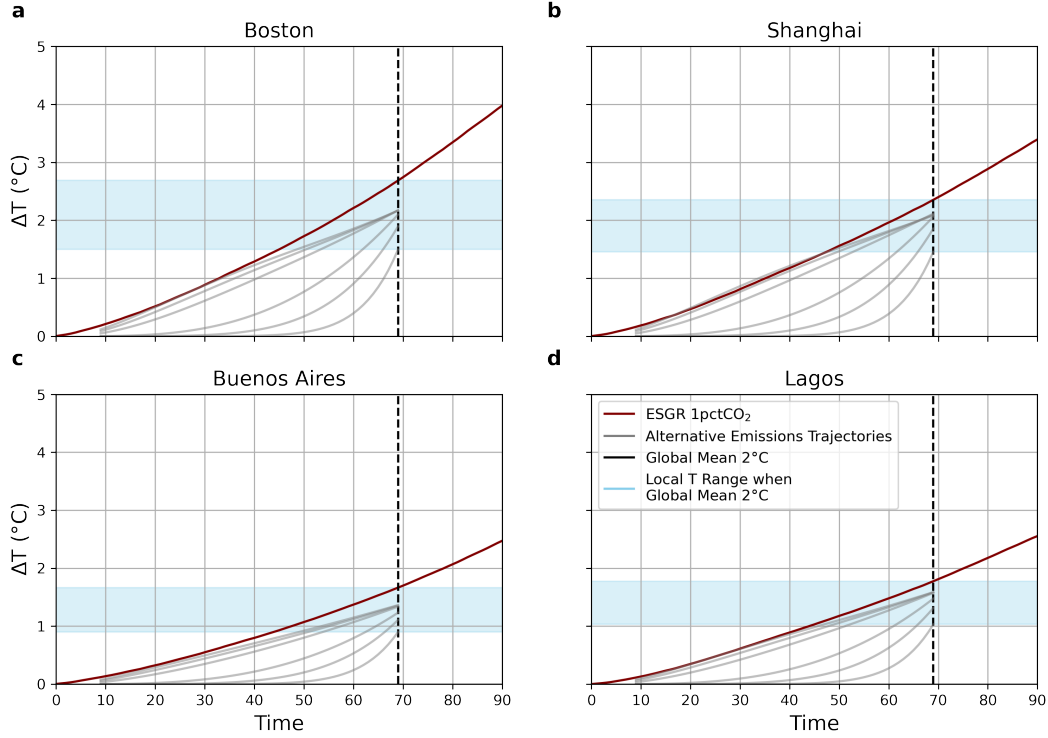 a
Boston
5
4
3
2
1
0
ΔT (°C)
b
Shanghai
c
Buenos Aires
5
4
3
2
1
0
ΔT (°C)
0 10 20 30 40 50 60 70 80 90
Time
d
Lagos
ESGR 1pctCO₂
Alternative Emissions Trajectories
Global Mean 2°C
Local T Range when
Global Mean 2°C
0 10 20 30 40 50 60 70 80 90
Time